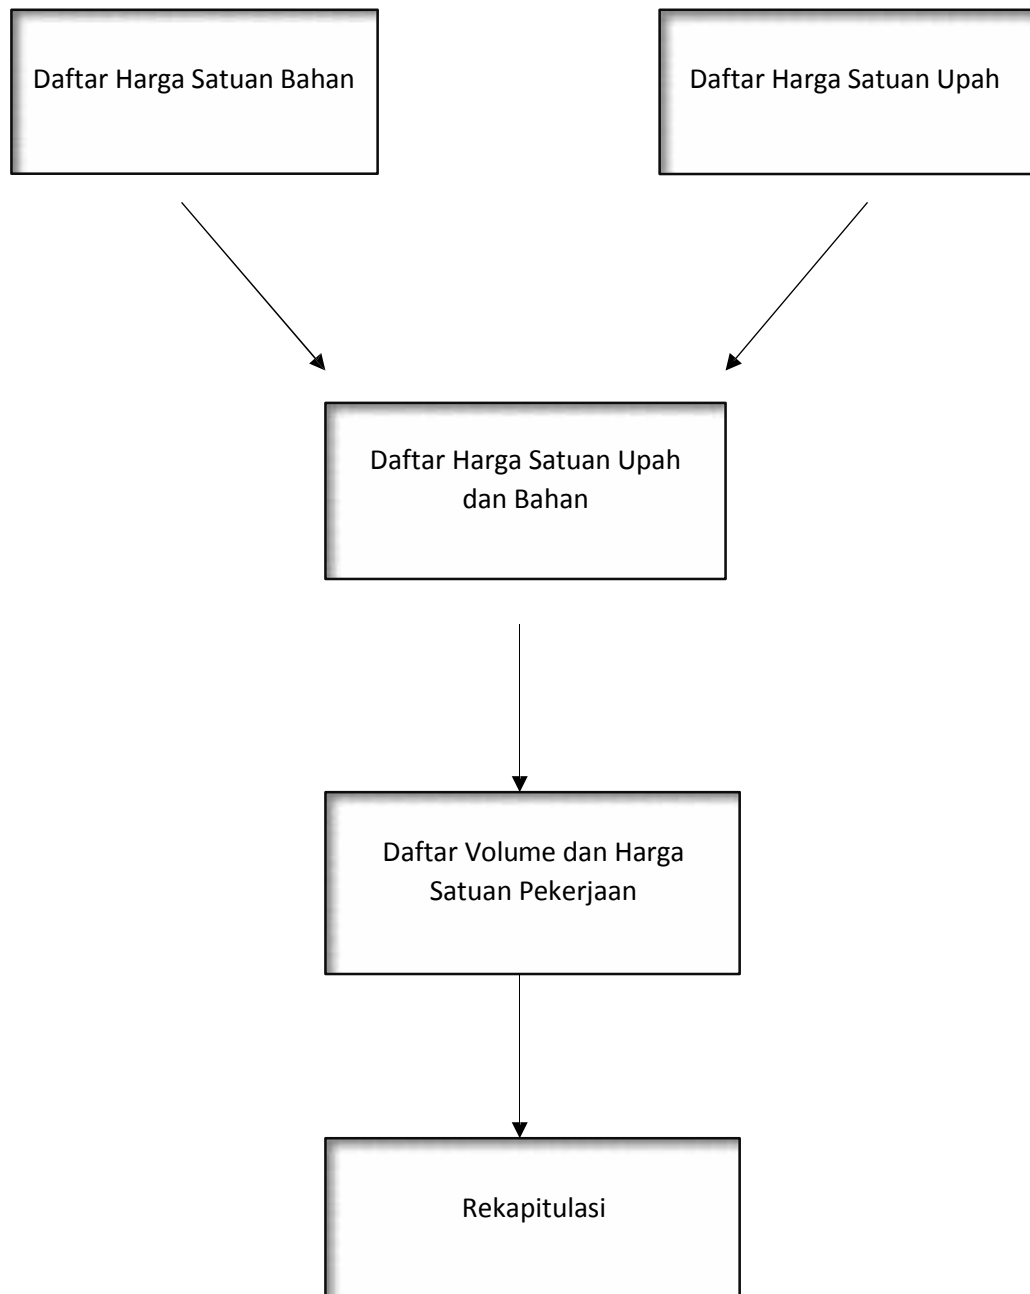 Daftar Harga Satuan Bahan
Daftar Harga Satuan Upah
Daftar Harga Satuan Upah
dan Bahan
Daftar Volume dan Harga
Satuan Pekerjaan
Rekapitulasi